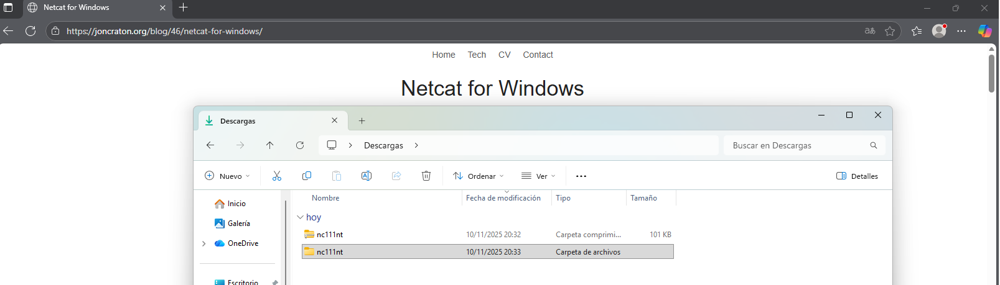 Netcat for Windows
https://joncraton.org/blog/46/netcat-for-windows/
aあ
Home Tech CV Contact
Netcat for Windows
Descargas
Descargas
Buscar en Descargas
Nuevo
Ordenar
Ver
Detalles
Inicio
Galería
OneDrive
Escritorio
Nombre Fecha de modificación Tipo Tamaño
hoy
nc111nt 10/11/2025 20:32 Carpeta comprimi... 101 KB
nc111nt 10/11/2025 20:33 Carpeta de archivos